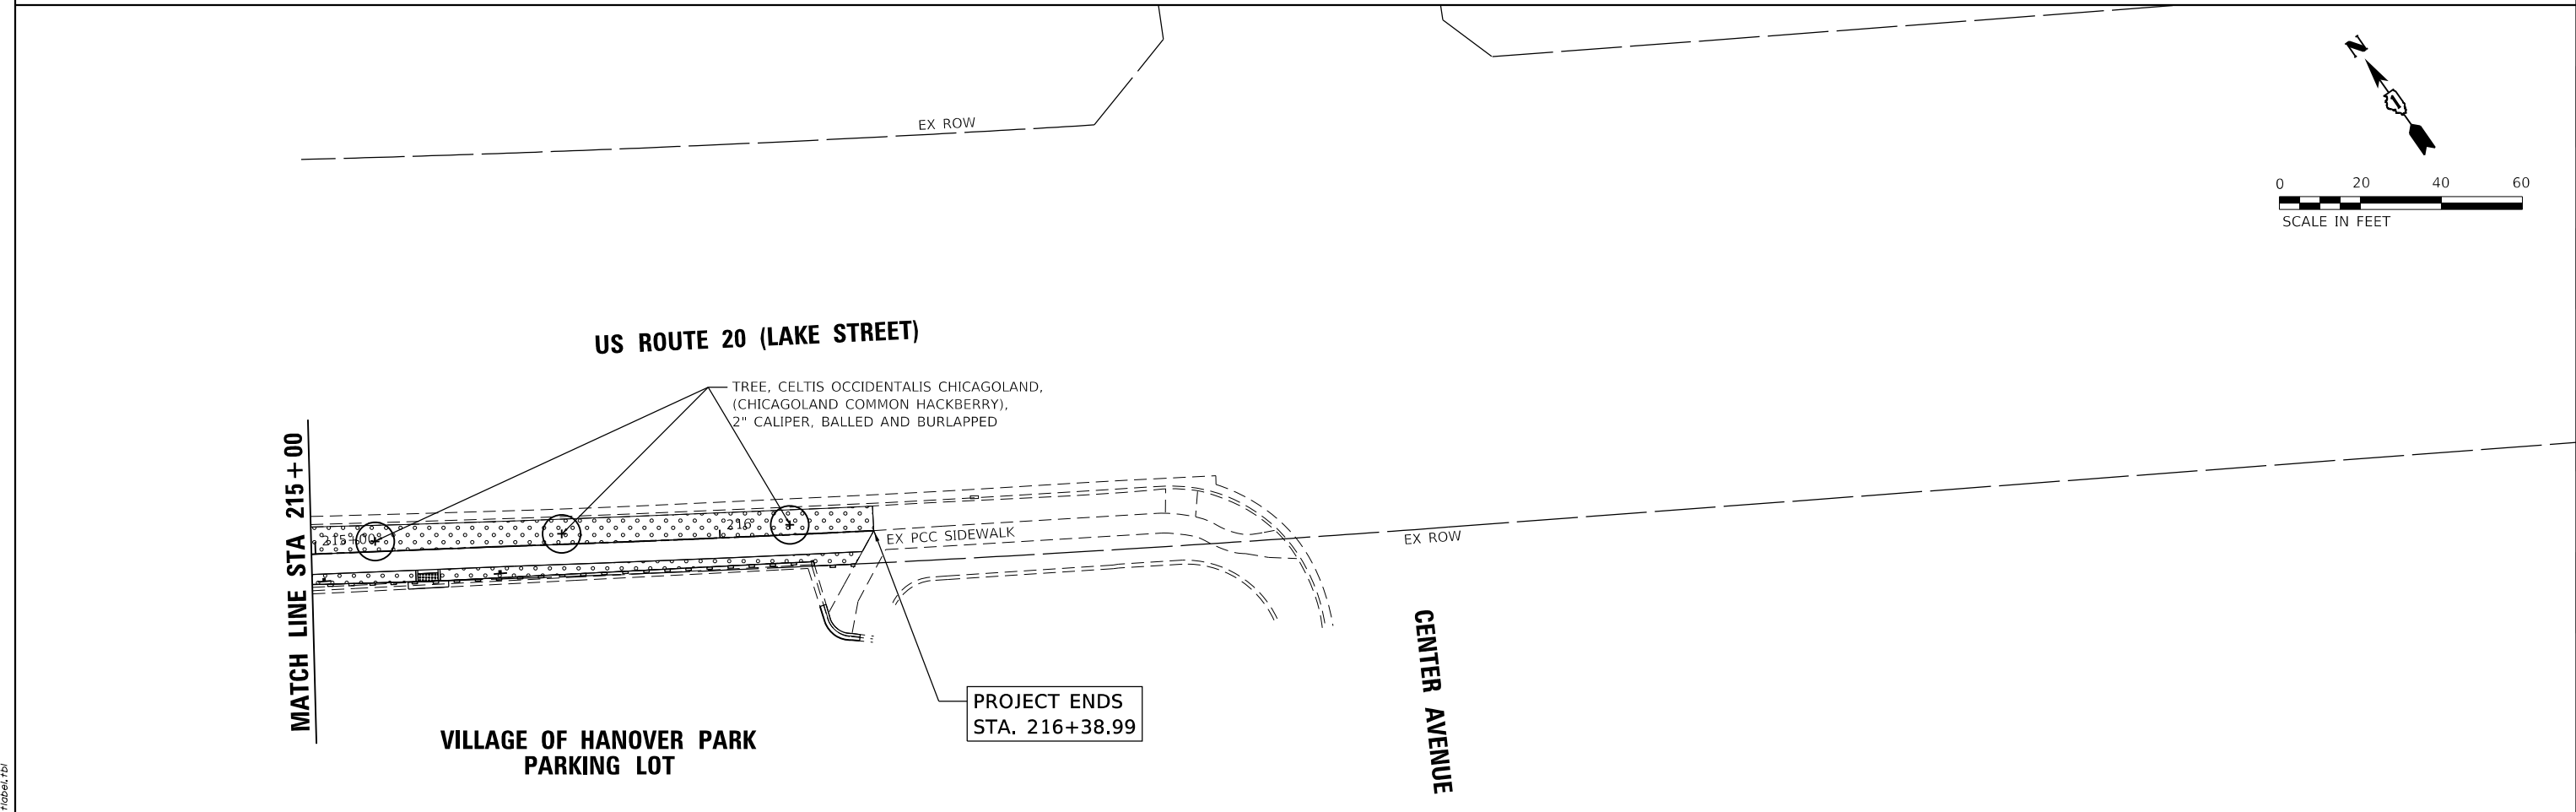 EX ROW
N
0 20 40 60
SCALE IN FEET
US ROUTE 20 (LAKE STREET)
TREE, CELTIS OCCIDENTALIS CHICAGOLAND,
(CHICAGOLAND COMMON HACKBERRY),
2" CALIPER, BALLED AND BURLAPPED
MATCH LINE STA 215+00
215+00
216
EX PCC SIDEWALK
EX ROW
PROJECT ENDS
STA. 216+38.99
CENTER AVENUE
VILLAGE OF HANOVER PARK
PARKING LOT
tlabel.tbl